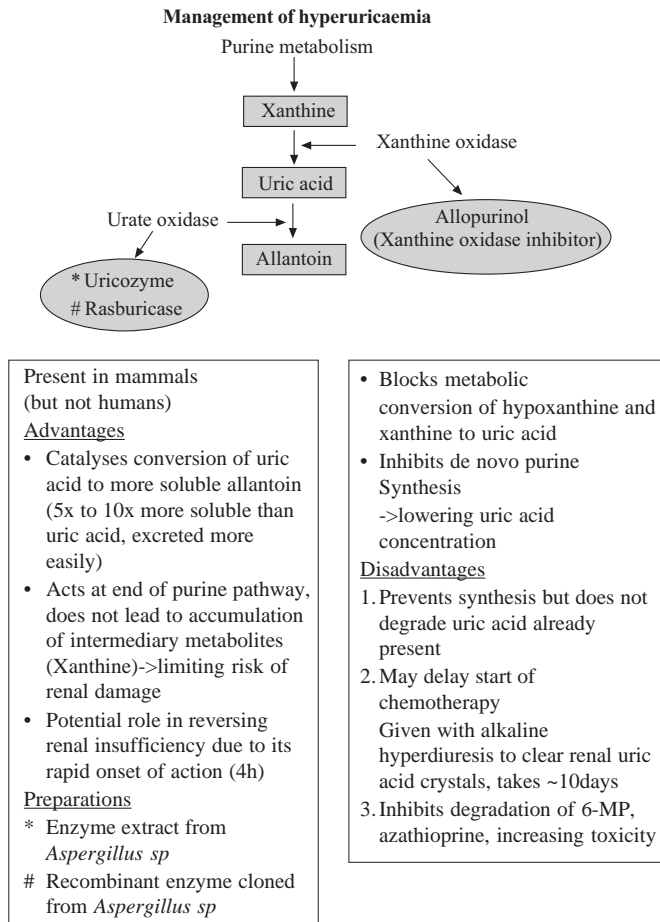 Management of hyperuricaemia
Purine metabolism
Xanthine
Xanthine oxidase
Uric acid
Urate oxidase
Allopurinol
(Xanthine oxidase inhibitor)
Allantoin
* Uricozyme
# Rasburicase
Present in mammals
(but not humans)
Advantages
• Catalyses conversion of uric
acid to more soluble allantoin
(5x to 10x more soluble than
uric acid, excreted more
easily)
• Acts at end of purine pathway,
does not lead to accumulation
of intermediary metabolites
(Xanthine)->limiting risk of
renal damage
• Potential role in reversing
renal insufficiency due to its
rapid onset of action (4h)
Preparations
* Enzyme extract from
Aspergillus sp
# Recombinant enzyme cloned
from Aspergillus sp
• Blocks metabolic
conversion of hypoxanthine and
xanthine to uric acid
• Inhibits de novo purine
Synthesis
->lowering uric acid
concentration
Disadvantages
1. Prevents synthesis but does not
degrade uric acid already
present
2. May delay start of
chemotherapy
Given with alkaline
hyperdiuresis to clear renal uric
acid crystals, takes ~10days
3. Inhibits degradation of 6-MP,
azathioprine, increasing toxicity